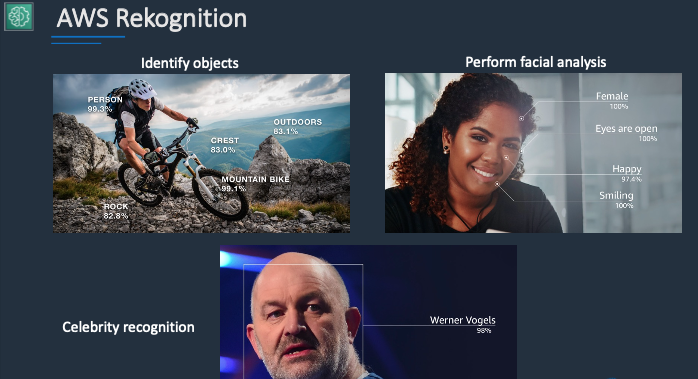 AWS Rekognition
Identify objects
PERSON
99.3%
OUTDOORS
83.1%
CREST
83.0%
MOUNTAIN BIKE
99.1%
ROCK
82.8%
Perform facial analysis
Female
100%
Eyes are open
100%
Happy
97.4%
Smiling
100%
Celebrity recognition
Werner Vogels
98%